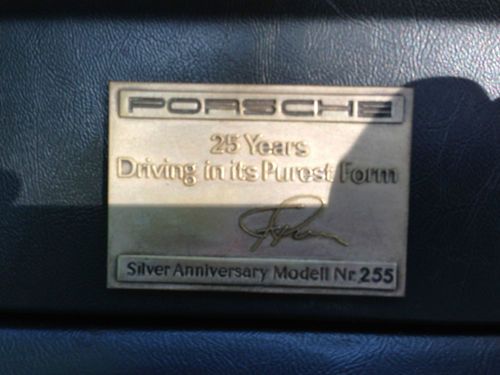 PORSCHE
25 Years
Driving in its Purest Form
Silver Anniversary Modell Nr. 255